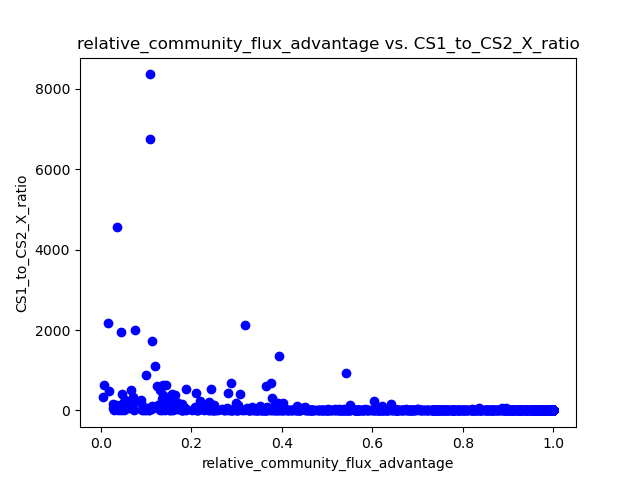 relative_community_flux_advantage vs. CS1_to_CS2_X_ratio
8000
6000
4000
2000
0
CS1_to_CS2_X_ratio
0.0 0.2 0.4 0.6 0.8 1.0
relative_community_flux_advantage